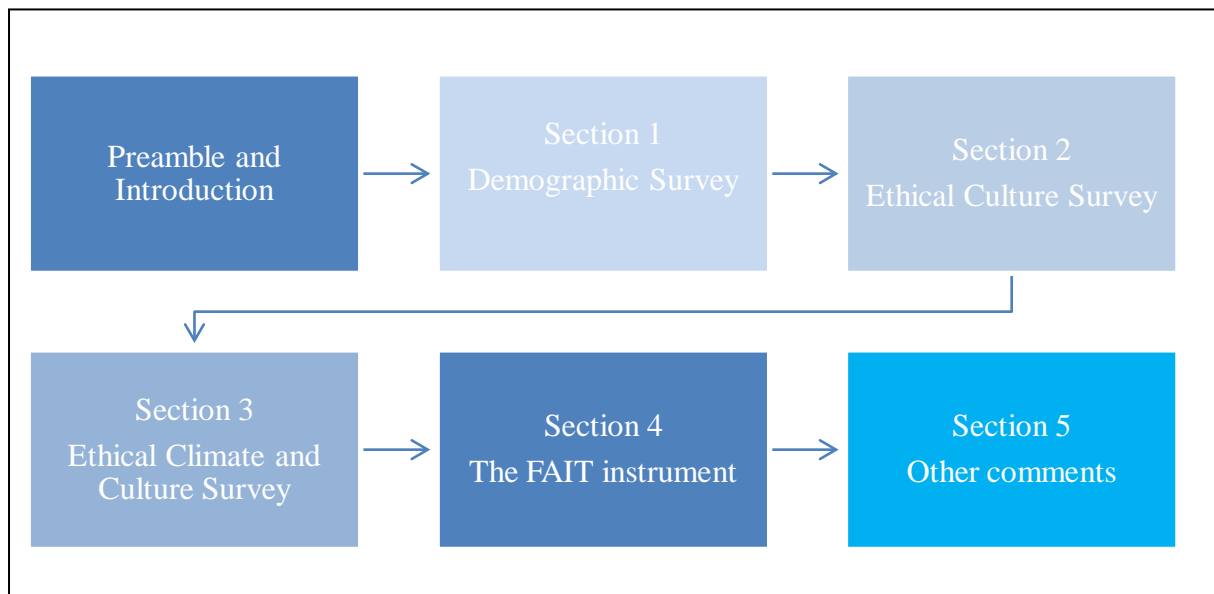 Preamble and
Introduction
Section 1
Demographic Survey
Section 2
Ethical Culture Survey
Section 3
Ethical Climate and
Culture Survey
Section 4
The FAIT instrument
Section 5
Other comments